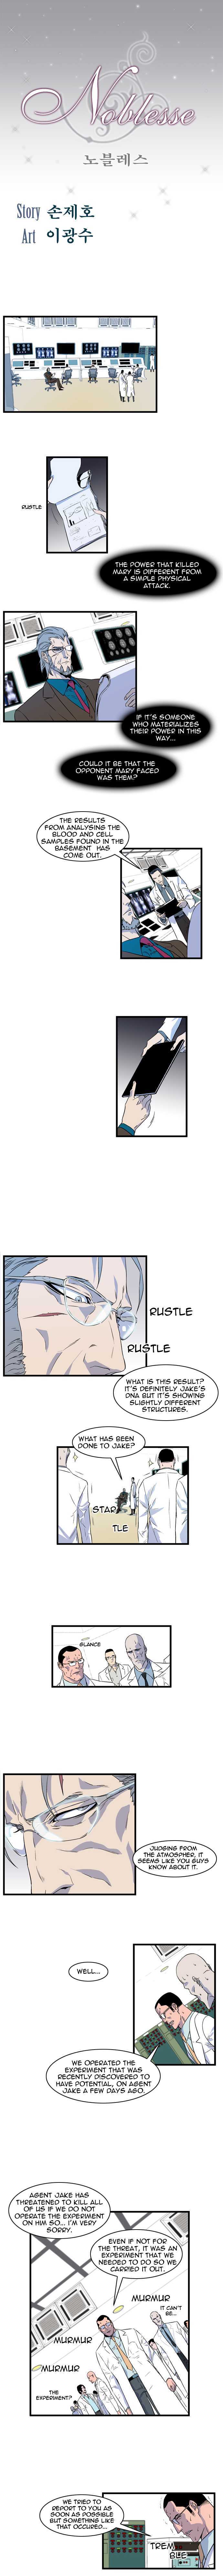 Noblesse
노블레스
Story 손제호
Art 이광수
RUSTLE
THE POWER THAT KILLED
MARY IS DIFFERENT FROM
A SIMPLE PHYSICAL
ATTACK.
IF IT'S SOMEONE
WHO MATERIALIZES
THEIR POWER IN THIS
WAY...
COULD IT BE THAT THE
OPPONENT MARY FACED
WAS THEM?
THE RESULTS
FROM ANALYSING THE
BLOOD AND CELL
SAMPLES FOUND IN THE
BASEMENT HAS
COME OUT.
RUSTLE
RUSTLE
WHAT IS THIS RESULT?
IT'S DEFINITELY JAKE'S
DNA BUT IT'S SHOWING
SLIGHTLY DIFFERENT
STRUCTURES.
WHAT HAS BEEN
DONE TO JAKE?
STAR
TLE
GLANCE
JUDGING FROM
THE ATMOSPHER, IT
SEEMS LIKE YOU GUYS
KNOW ABOUT IT.
WELL...
WE OPERATED THE
EXPERIMENT THAT WAS
RECENTLY DISCOVERED TO
HAVE POTENTIAL, ON AGENT
JAKE A FEW DAYS AGO.
AGENT JAKE HAS
THREATENED TO KILL ALL
OF US IF WE DO NOT
OPERATE THE EXPERIMENT
ON HIM SO... I'M VERY
SORRY.
EVEN IF NOT FOR
THE THREAT, IT WAS AN
EXPERIMENT THAT WE
NEEDED TO DO SO WE
CARRIED IT OUT.
MURMUR
IT CAN'T
BE...
MURMUR
MURMUR
THE
EXPERIMENT?
WE TRIED TO
REPORT TO YOU AS
SOON AS POSSIBLE
BUT SOMETHING LIKE
THAT OCCURED...
TREM
BLE